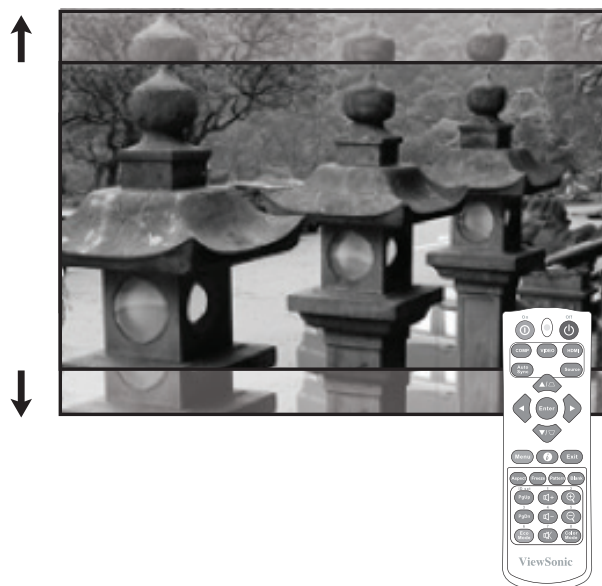 On Off
COMP VIDEO HDMI
Auto Sync Source
Enter
Menu i Exit
Aspect Freeze Pattern Blank
PgUp
PgDn
Eco Mode Color Mode
ViewSonic